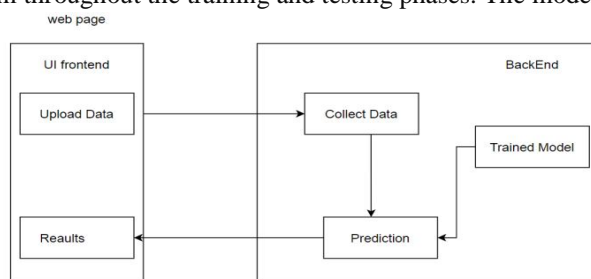 throughout the training and testing phases. The mode
web page
UI frontend
BackEnd
Upload Data
Collect Data
Trained Model
Reaults
Prediction